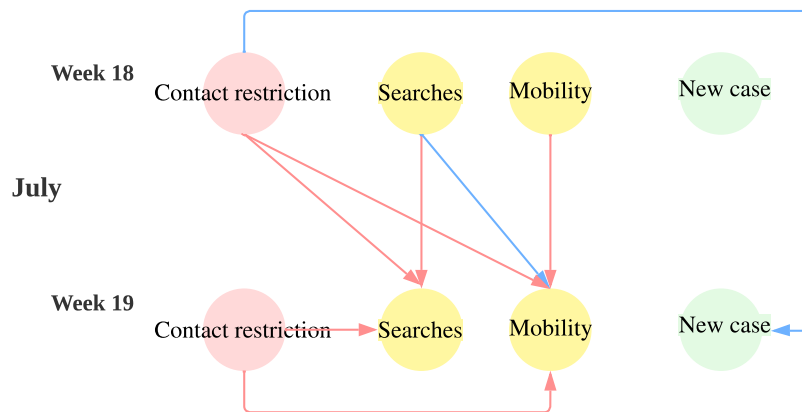 Week 18
Contact restriction
Searches
Mobility
New case
July
Week 19
Contact restriction
Searches
Mobility
New case